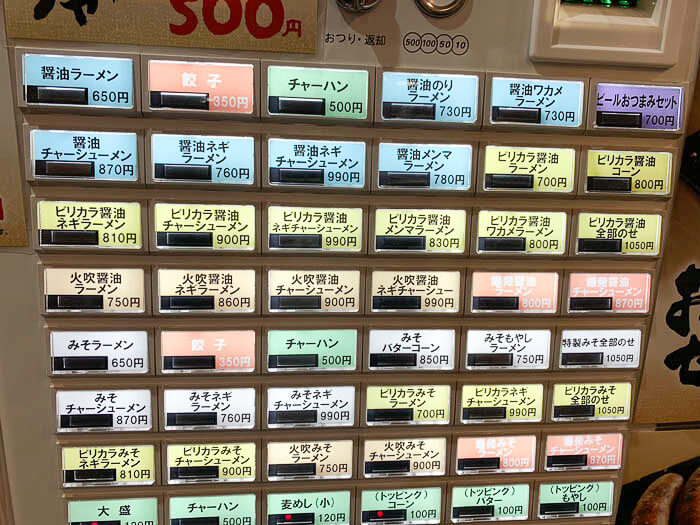 500円
おつり・返却
500 100 50 10
醤油ラーメン
650円
餃子
350円
チャーハン
500円
醤油のり
ラーメン
730円
醤油ワカメ
ラーメン
730円
ビールおつまみセット
700円
醤油
チャーシューメン
870円
醤油ネギ
ラーメン
760円
醤油ネギ
チャーシューメン
990円
醤油メンマ
ラーメン
780円
ピリカラ醤油
ラーメン
700円
ピリカラ醤油
コーン
800円
ピリカラ醤油
ネギラーメン
810円
ピリカラ醤油
チャーシューメン
900円
ピリカラ醤油
ネギチャーシューメン
990円
ピリカラ醤油
メンマラーメン
830円
ピリカラ醤油
ワカメラーメン
800円
ピリカラ醤油
全部のせ
1050円
火吹醤油
ラーメン
750円
火吹醤油
ネギラーメン
860円
火吹醤油
チャーシューメン
900円
火吹醤油
ネギチャーシュー
990円
爆発醤油
ラーメン
800円
爆発醤油
チャーシューメン
870円
みそラーメン
650円
餃子
350円
チャーハン
500円
みそ
バターコーン
850円
みそもやし
ラーメン
750円
特製みそ全部のせ
1050円
みそ
チャーシューメン
870円
みそネギ
ラーメン
760円
みそネギ
チャーシューメン
990円
ピリカラみそ
ラーメン
700円
ピリカラネギ
チャーシューメン
990円
ピリカラみそ
全部のせ
1050円
ピリカラみそ
ネギラーメン
810円
ピリカラみそ
チャーシューメン
900円
火吹みそ
ラーメン
750円
火吹みそ
チャーシューメン
900円
爆発みそ
ラーメン
800円
爆発みそ
チャーシューメン
870円
大盛
120円
チャーハン
500円
麦めし(小)
120円
(トッピング)
コーン
100円
(トッピング)
バター
100円
(トッピング)
もやし
100円